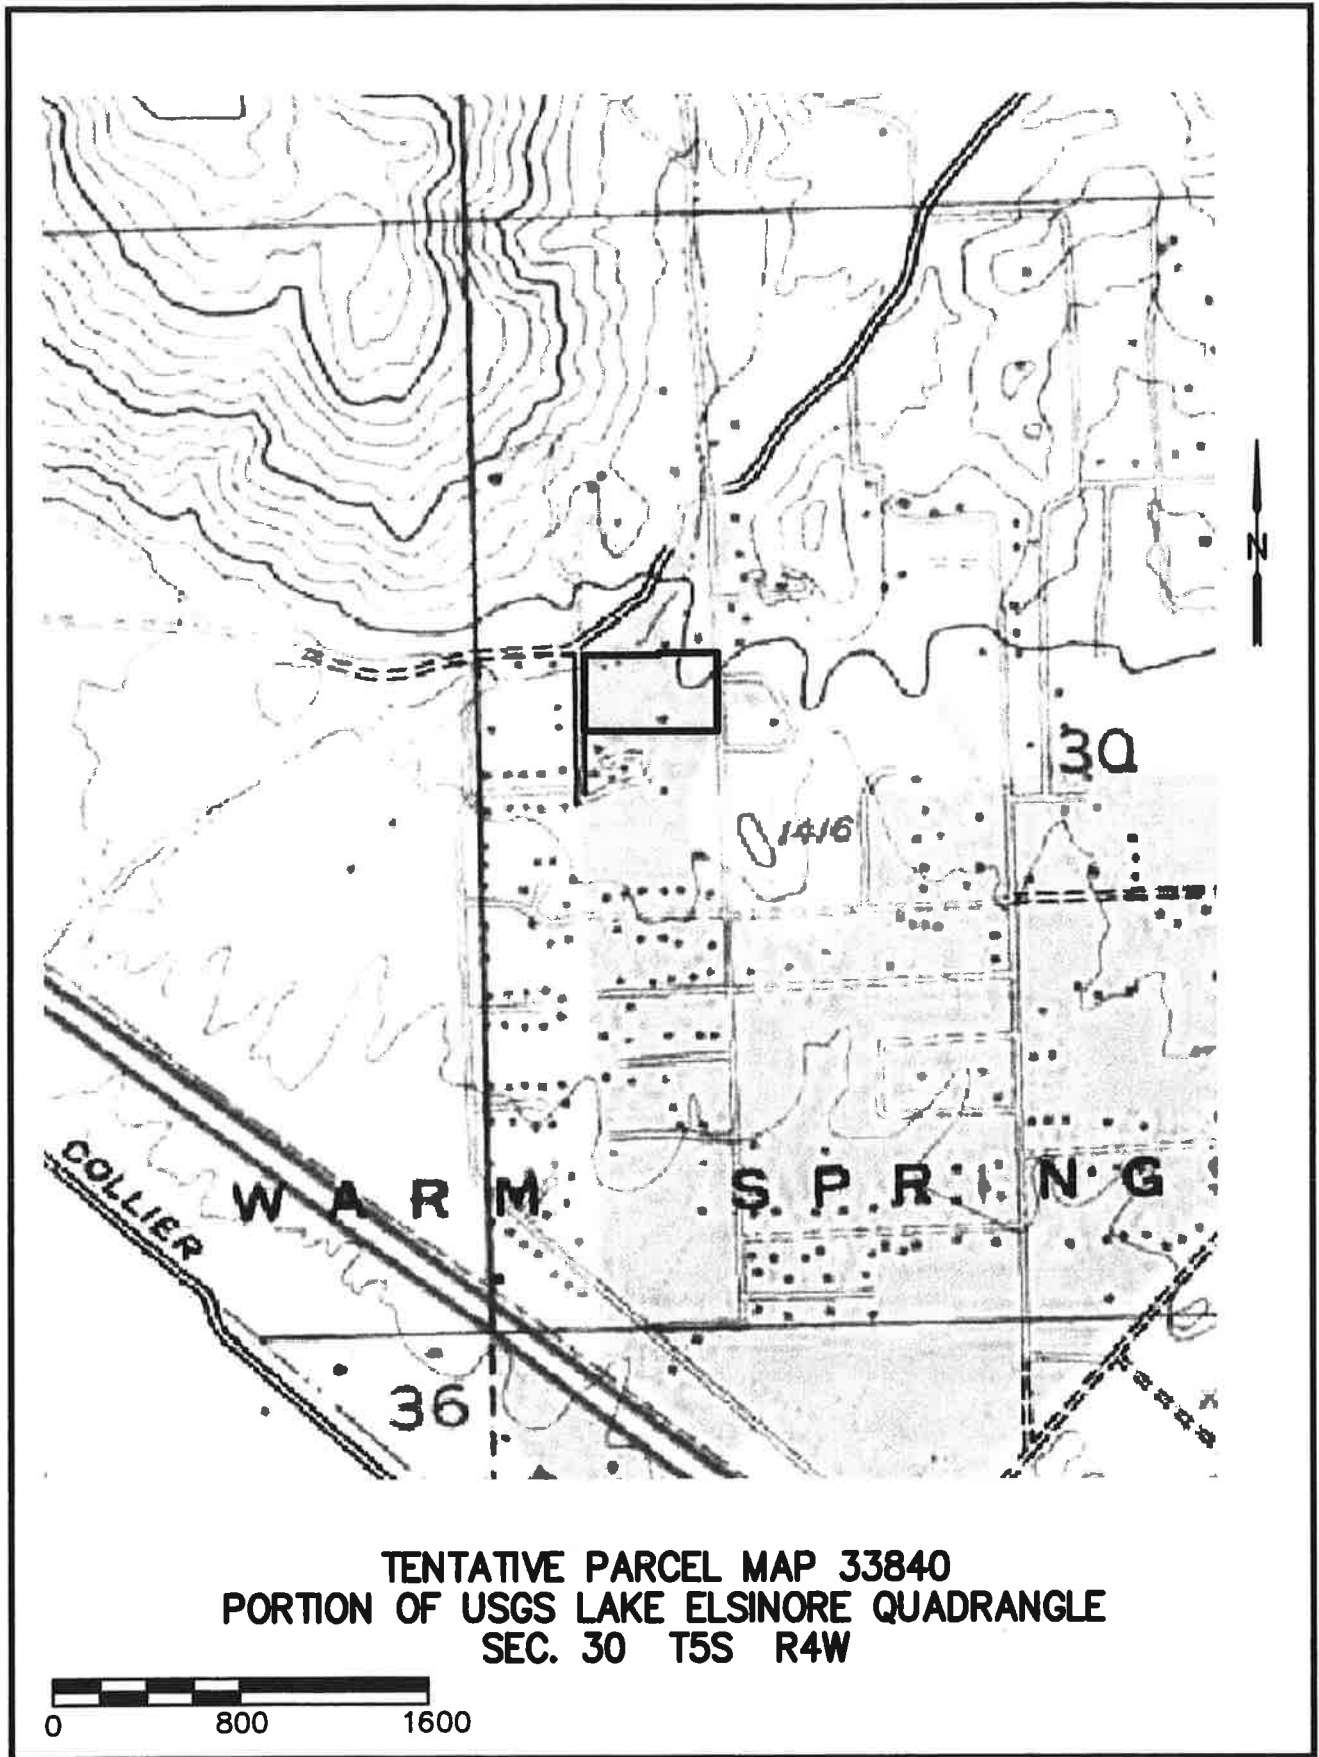 N
30
1416
COLLIER
WARM SPRING
36
TENTATIVE PARCEL MAP 33840
PORTION OF USGS LAKE ELSINORE QUADRANGLE
SEC. 30 T5S R4W
0 800 1600